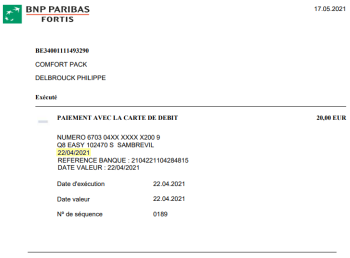 BNP PARIBAS
FORTIS
17.05.2021
BE34001111493290
COMFORT PACK
DELBROUCK PHILIPPE
Exécuté
PAIEMENT AVEC LA CARTE DE DEBIT 20,00 EUR
NUMERO 6703 04XX XXXX X200 9
Q8 EASY 102470 S SAMBREVIL
22/04/2021
REFERENCE BANQUE : 2104221104284815
DATE VALEUR : 22/04/2021
Date d'exécution 22.04.2021
Date valeur 22.04.2021
N° de séquence 0189